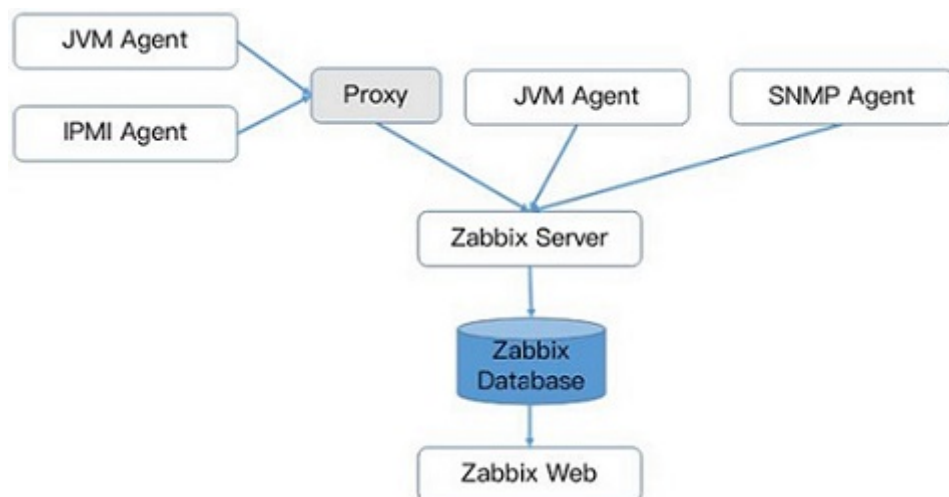 JVM Agent
IPMI Agent
Proxy
JVM Agent
SNMP Agent
Zabbix Server
Zabbix
Database
Zabbix Web